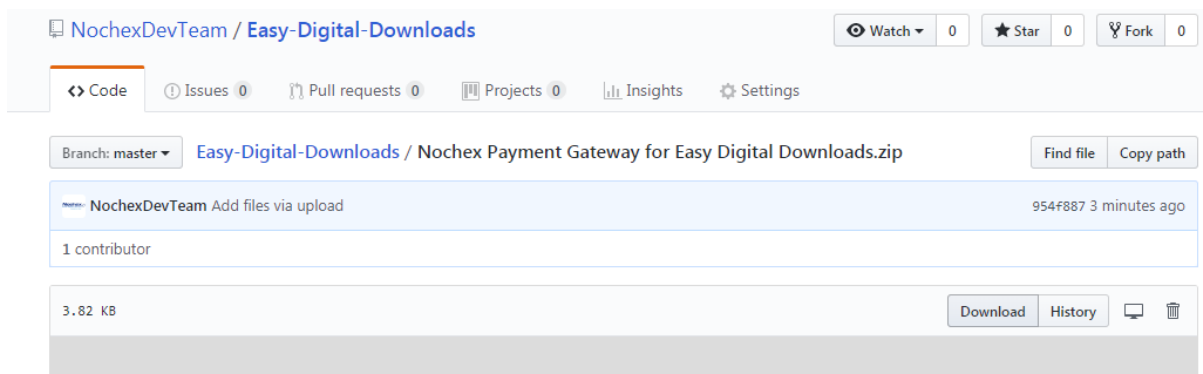 NochexDevTeam / Easy-Digital-Downloads Watch 0 Star 0 Fork 0
Code Issues 0 Pull requests 0 Projects 0 Insights Settings
Branch: master Easy-Digital-Downloads / Nochex Payment Gateway for Easy Digital Downloads.zip Find file Copy path
NochexDevTeam Add files via upload 954f887 3 minutes ago
1 contributor
3.82 KB Download History